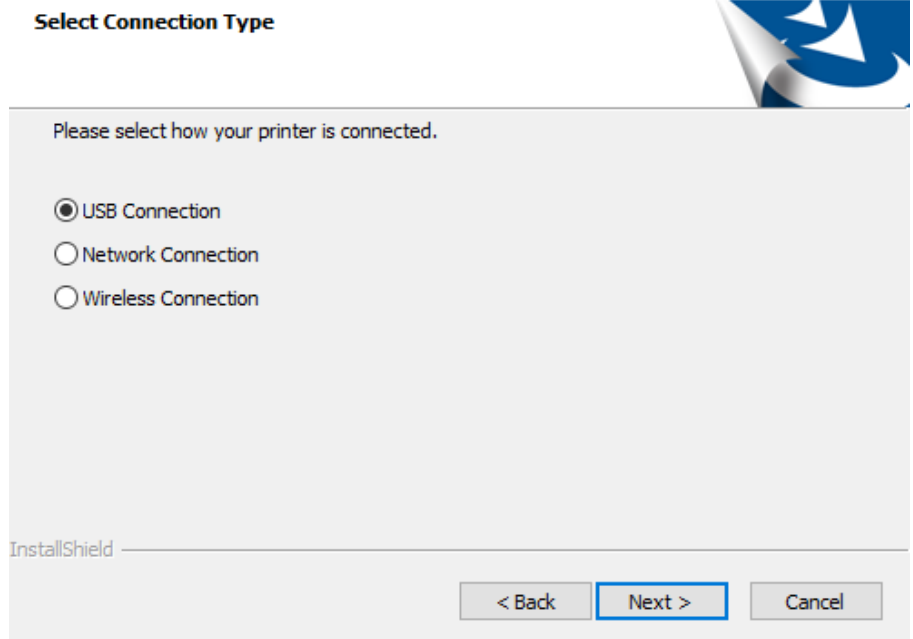 Select Connection Type
Please select how your printer is connected.
USB Connection
Network Connection
Wireless Connection
InstallShield
< Back
Next >
Cancel